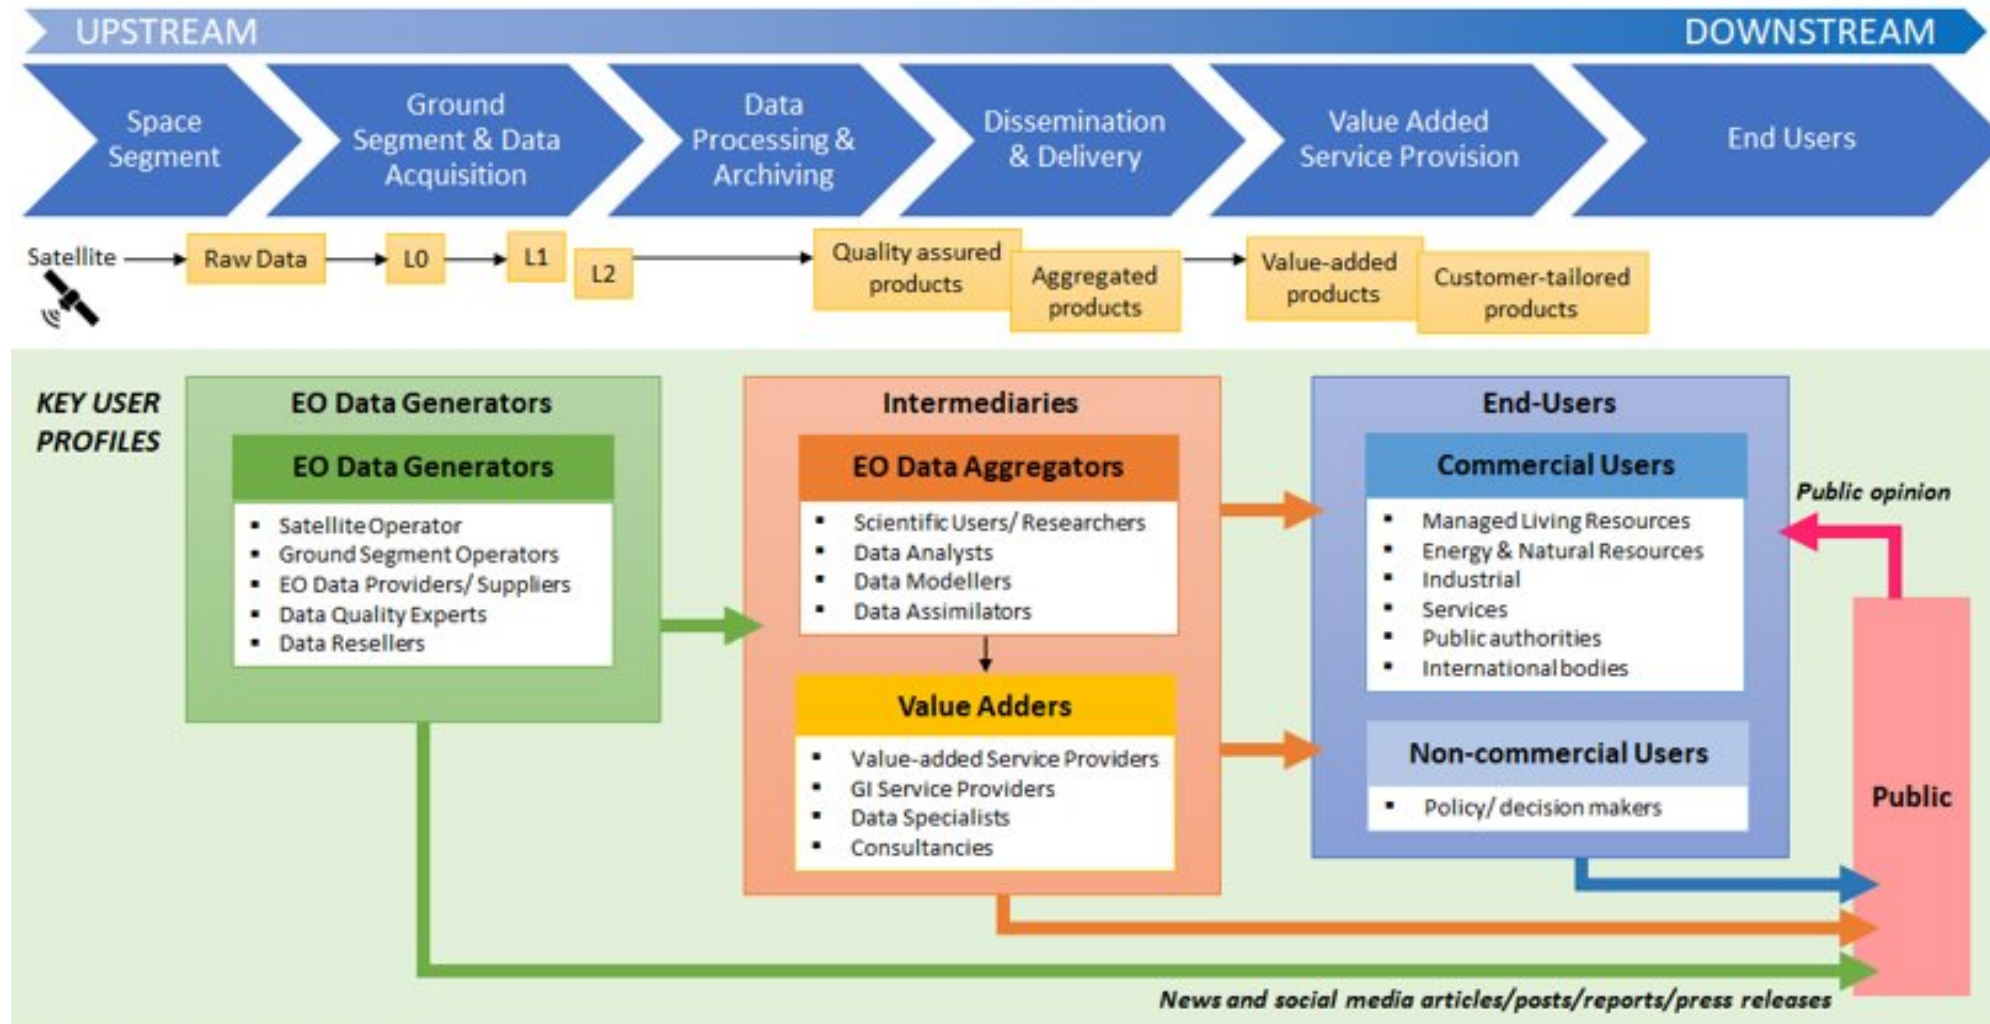 UPSTREAM
DOWNSTREAM
Space
Segment
Ground
Segment & Data
Acquisition
Data
Processing &
Archiving
Dissemination
& Delivery
Value Added
Service Provision
End Users
Satellite
Raw Data
L0
L1
L2
Quality assured
products
Aggregated
products
Value-added
products
Customer-tailored
products
KEY USER
PROFILES
EO Data Generators
EO Data Generators
▪ Satellite Operator
▪ Ground Segment Operators
▪ EO Data Providers/ Suppliers
▪ Data Quality Experts
▪ Data Resellers
Intermediaries
EO Data Aggregators
▪ Scientific Users/ Researchers
▪ Data Analysts
▪ Data Modellers
▪ Data Assimilators
Value Adders
▪ Value-added Service Providers
▪ GI Service Providers
▪ Data Specialists
▪ Consultancies
End-Users
Commercial Users
▪ Managed Living Resources
▪ Energy & Natural Resources
▪ Industrial
▪ Services
▪ Public authorities
▪ International bodies
Non-commercial Users
▪ Policy/ decision makers
Public opinion
Public
News and social media articles/posts/reports/press releases